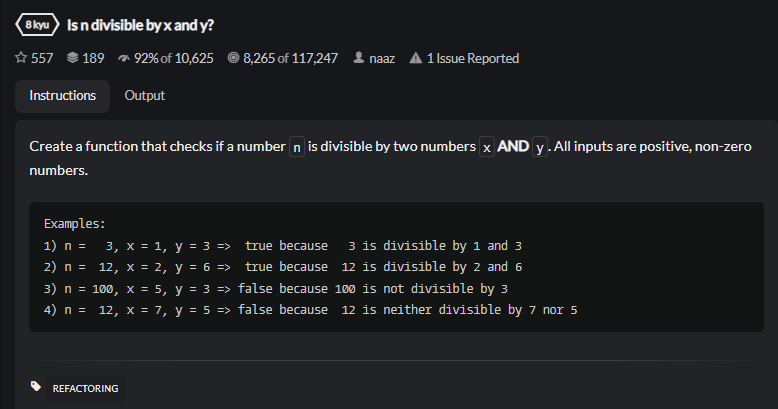 8 kyu Is n divisible by x and y?
557 189 92% of 10,625 8,265 of 117,247 naaz 1 Issue Reported
Instructions Output
Create a function that checks if a number n is divisible by two numbers x AND y. All inputs are positive, non-zero
numbers.
Examples:
1) n =   3, x = 1, y = 3 =>  true because   3 is divisible by 1 and 3
2) n =  12, x = 2, y = 6 =>  true because  12 is divisible by 2 and 6
3) n = 100, x = 5, y = 3 => false because 100 is not divisible by 3
4) n =  12, x = 7, y = 5 => false because  12 is neither divisible by 7 nor 5
REFACTORING